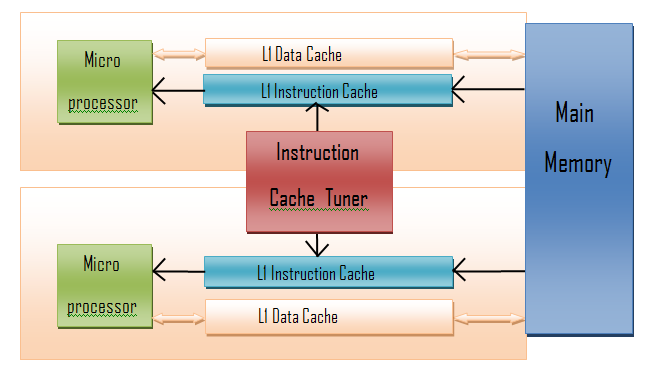 Micro
processor
L1 Data Cache
L1 Instruction Cache
Instruction
Cache Tuner
Main
Memory
Micro
processor
L1 Instruction Cache
L1 Data Cache